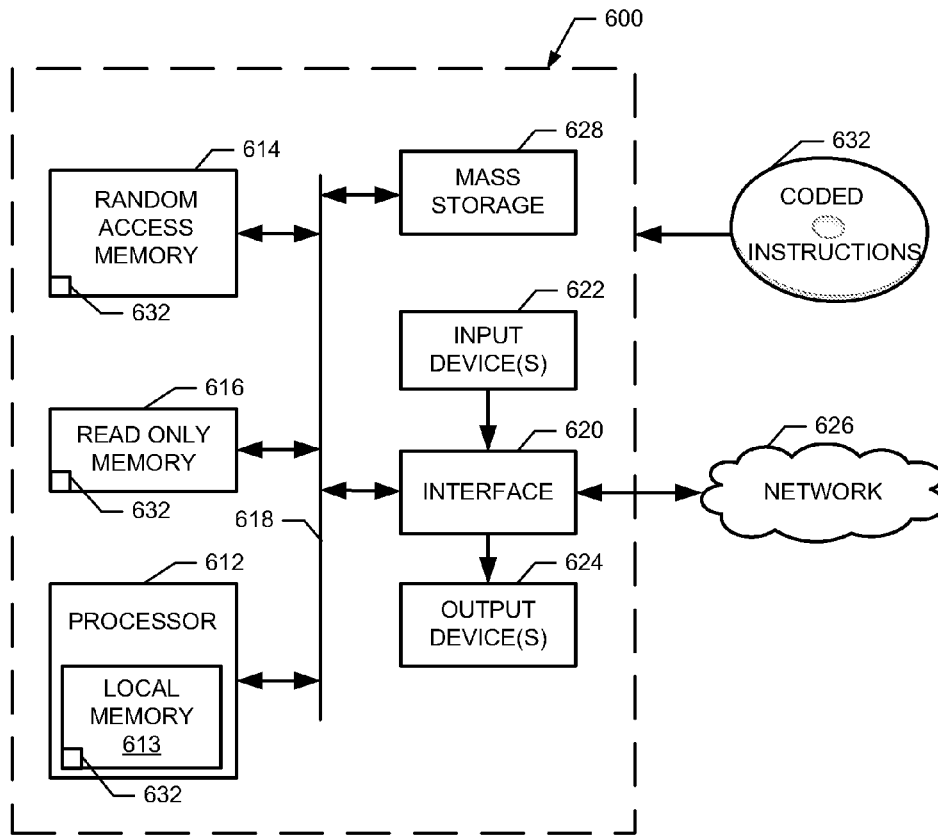 600
614
RANDOM
ACCESS
MEMORY
632
628
MASS
STORAGE
632
CODED
INSTRUCTIONS
622
INPUT
DEVICE(S)
616
READ ONLY
MEMORY
632
620
INTERFACE
626
NETWORK
618
612
PROCESSOR
LOCAL
MEMORY
613
632
624
OUTPUT
DEVICE(S)